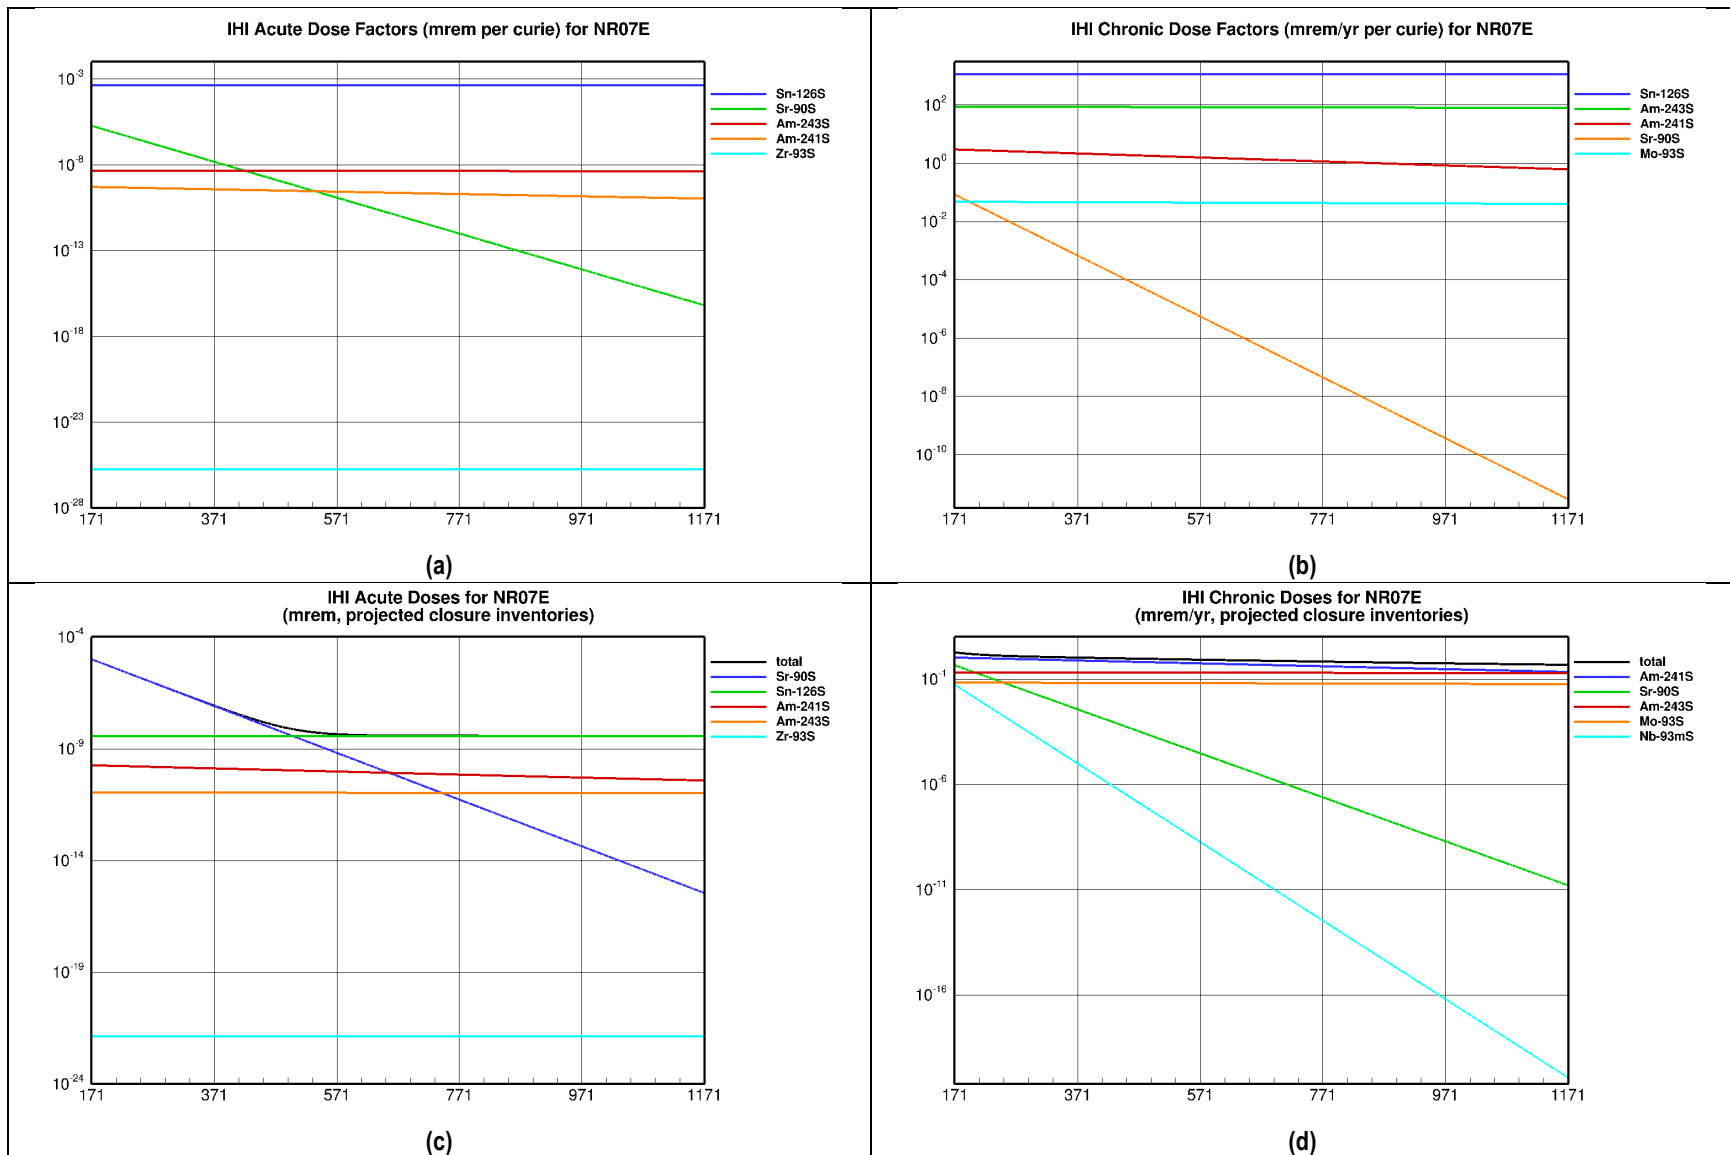 IHI Acute Dose Factors (mrem per curie) for NR07E
10^-3
10^-8
10^-13
10^-18
10^-23
10^-28
171 371 571 771 971 1171
Sn-126S
Sr-90S
Am-243S
Am-241S
Zr-93S
(a)
IHI Chronic Dose Factors (mrem/yr per curie) for NR07E
10^2
10^0
10^-2
10^-4
10^-6
10^-8
10^-10
171 371 571 771 971 1171
Sn-126S
Am-243S
Am-241S
Sr-90S
Mo-93S
(b)
IHI Acute Doses for NR07E
(mrem, projected closure inventories)
10^-4
10^-9
10^-14
10^-19
10^-24
171 371 571 771 971 1171
total
Sr-90S
Sn-126S
Am-241S
Am-243S
Zr-93S
(c)
IHI Chronic Doses for NR07E
(mrem/yr, projected closure inventories)
10^-1
10^-6
10^-11
10^-16
171 371 571 771 971 1171
total
Am-241S
Sr-90S
Am-243S
Mo-93S
Nb-93mS
(d)